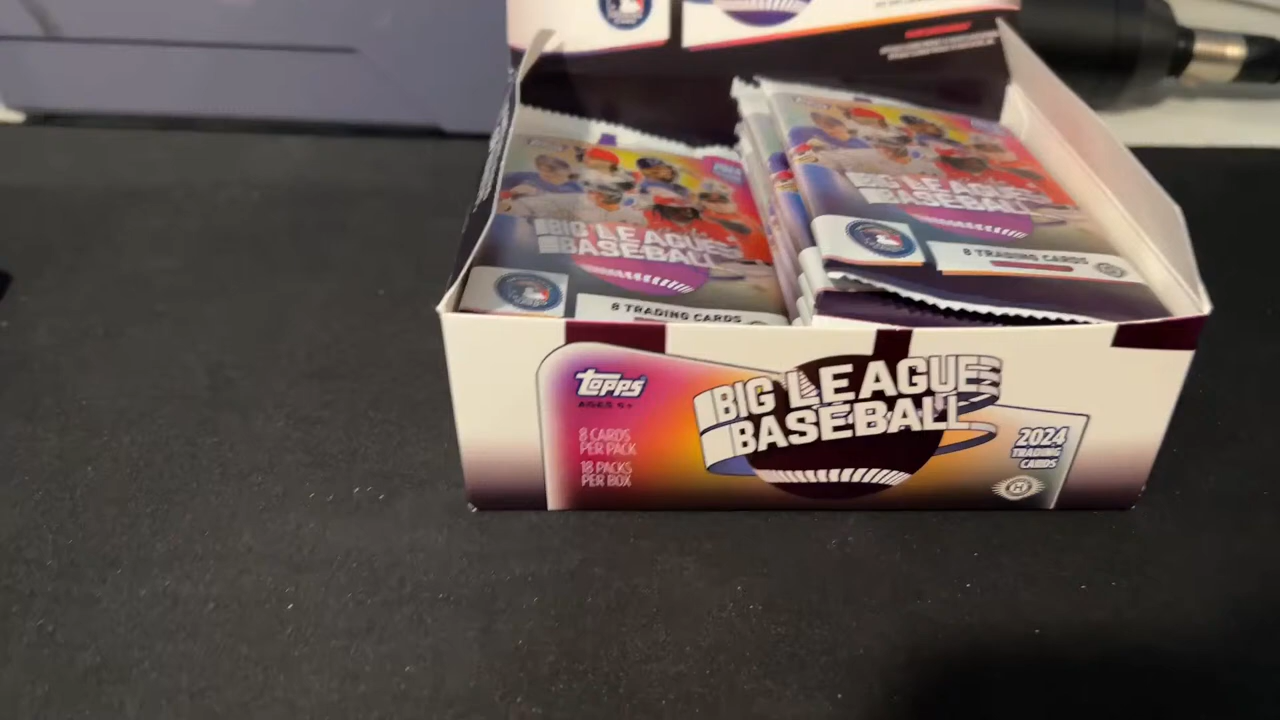 BIG LEAGUE
BASEBALL
8 TRADING CARDS
BIG LEAGUE
BASEBALL
8 TRADING CARDS
topps
AGES 5+
8 CARDS
PER PACK
18 PACKS
PER BOX
BIG LEAGUE
BASEBALL
2024
TRADING
CARDS
H